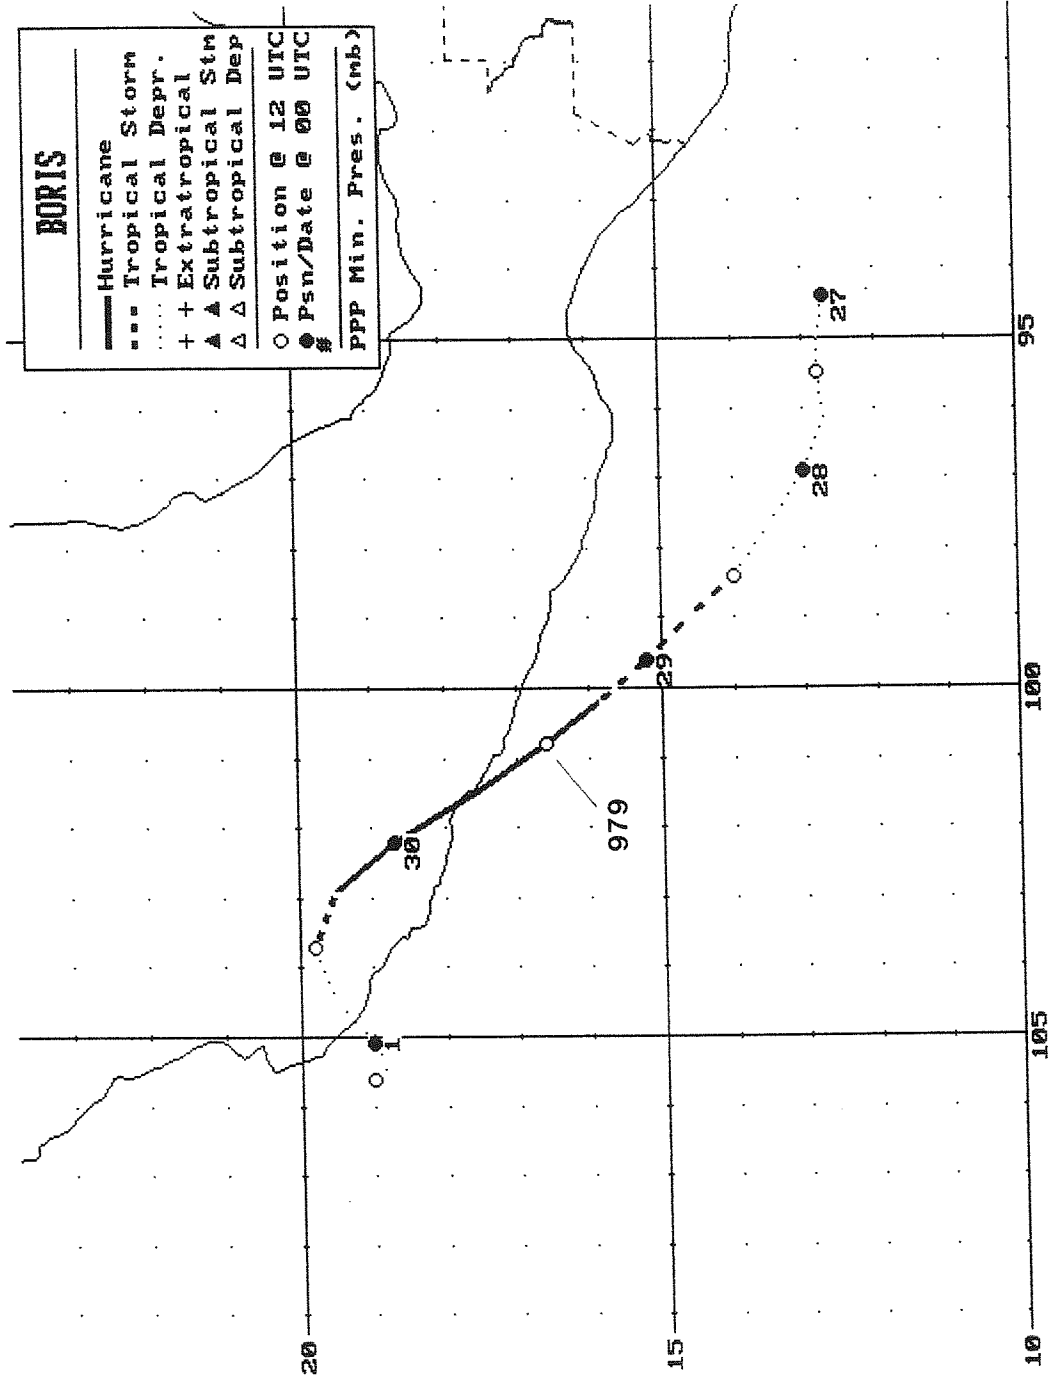 BORIS
Hurricane
Tropical Storm
Tropical Depr.
+ + Extratropical
▲ ▲ Subtropical Stm
△ △ Subtropical Dep
○ Position @ 12 UTC
● Psn/Date @ 00 UTC
#
PPP Min. Pres. (mb)
27
28
29
979
30
1
95
100
105
20
15
10